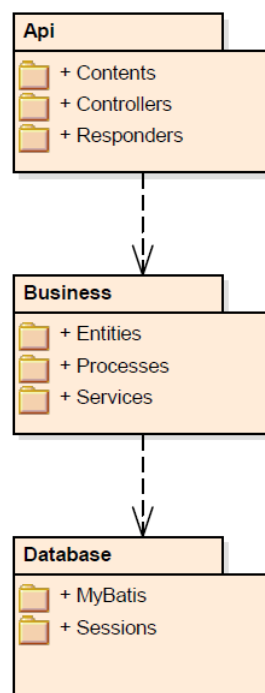 Api
+ Contents
+ Controllers
+ Responders
Business
+ Entities
+ Processes
+ Services
Database
+ MyBatis
+ Sessions